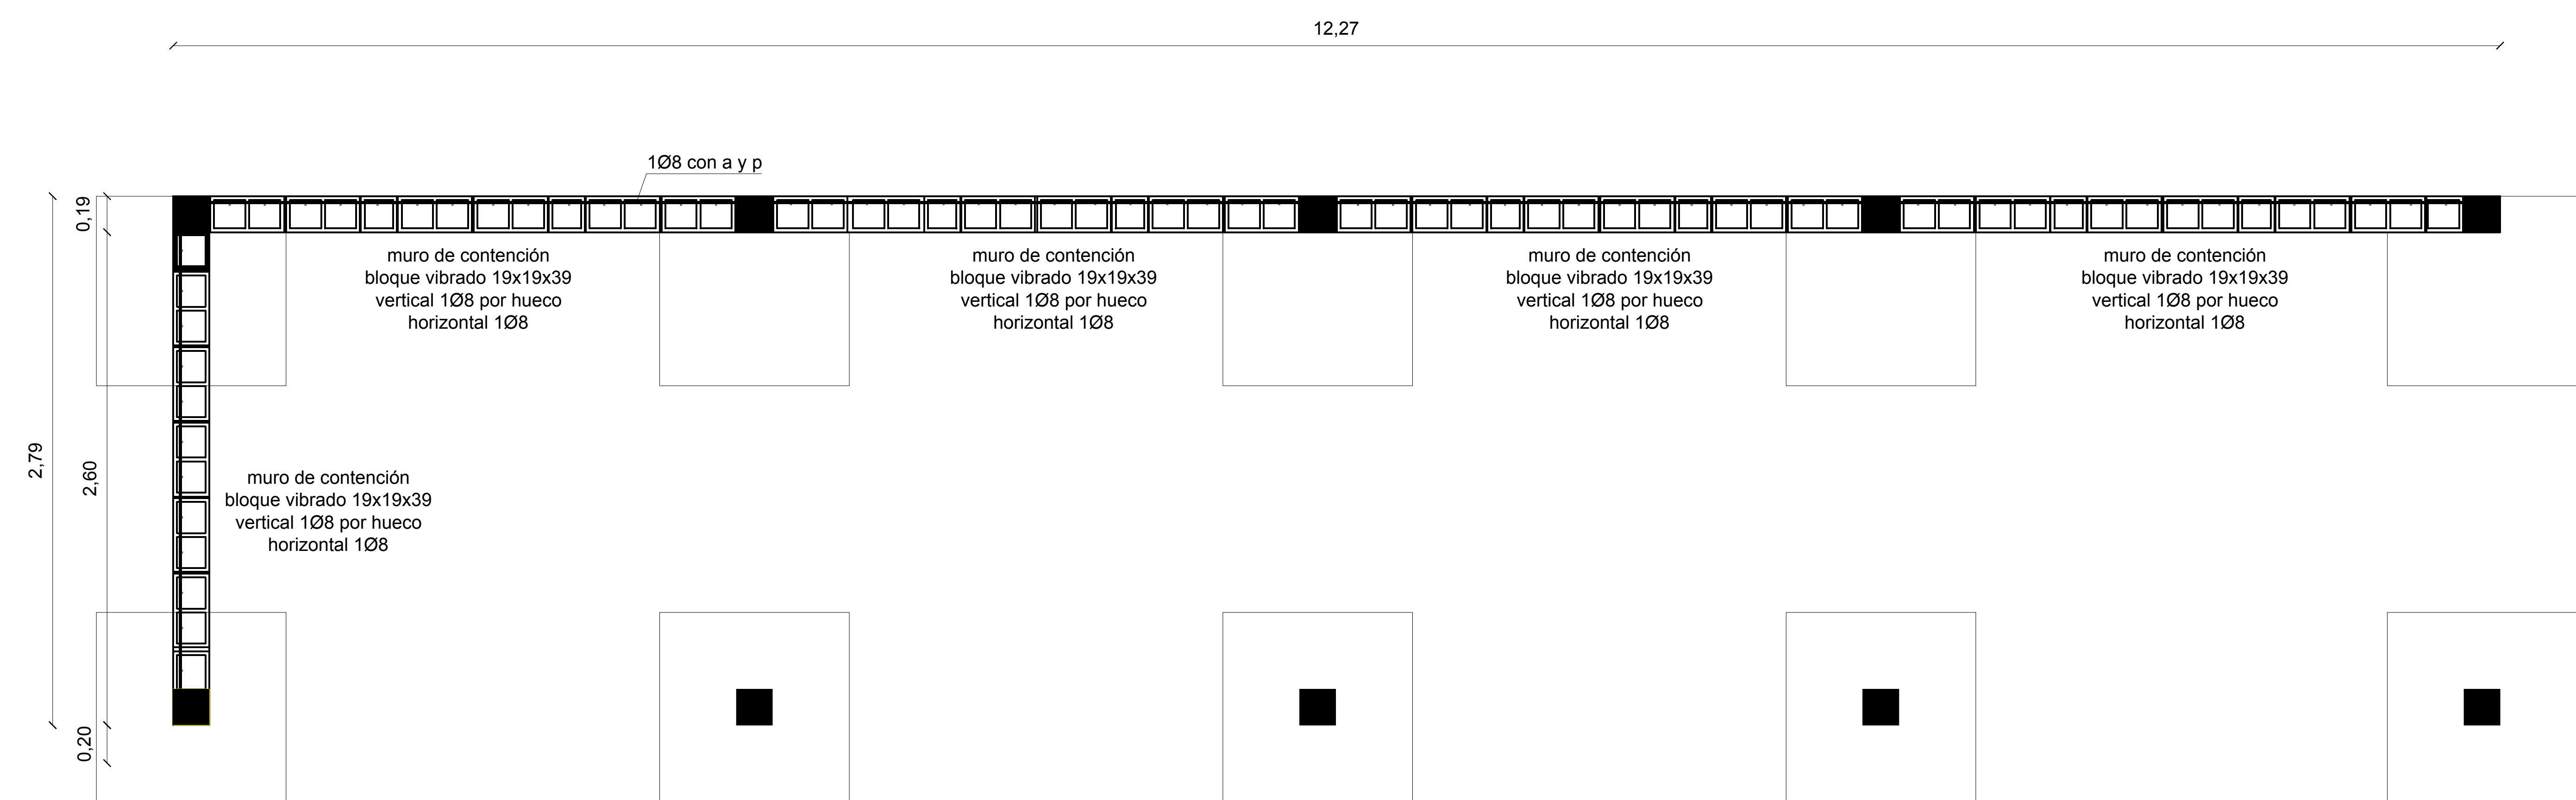 12,27
1Ø8 con a y p
0,19
muro de contención
bloque vibrado 19x19x39
vertical 1Ø8 por hueco
horizontal 1Ø8
muro de contención
bloque vibrado 19x19x39
vertical 1Ø8 por hueco
horizontal 1Ø8
muro de contención
bloque vibrado 19x19x39
vertical 1Ø8 por hueco
horizontal 1Ø8
muro de contención
bloque vibrado 19x19x39
vertical 1Ø8 por hueco
horizontal 1Ø8
2,79
2,60
muro de contención
bloque vibrado 19x19x39
vertical 1Ø8 por hueco
horizontal 1Ø8
0,20